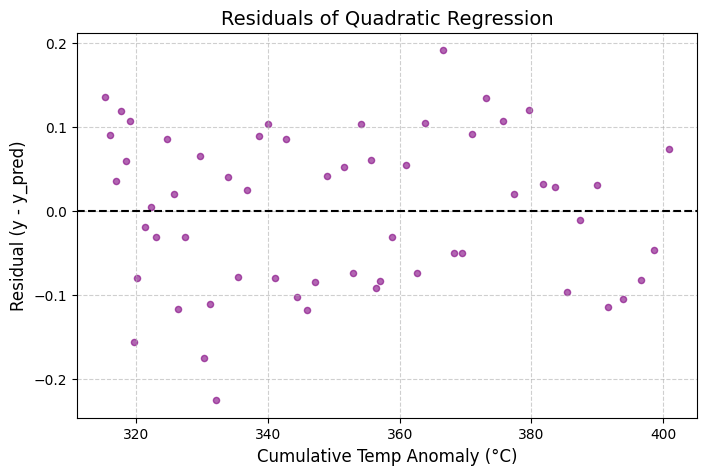 Residuals of Quadratic Regression
Residual (y - y_pred)
0.2
0.1
0.0
−0.1
−0.2
320 340 360 380 400
Cumulative Temp Anomaly (°C)